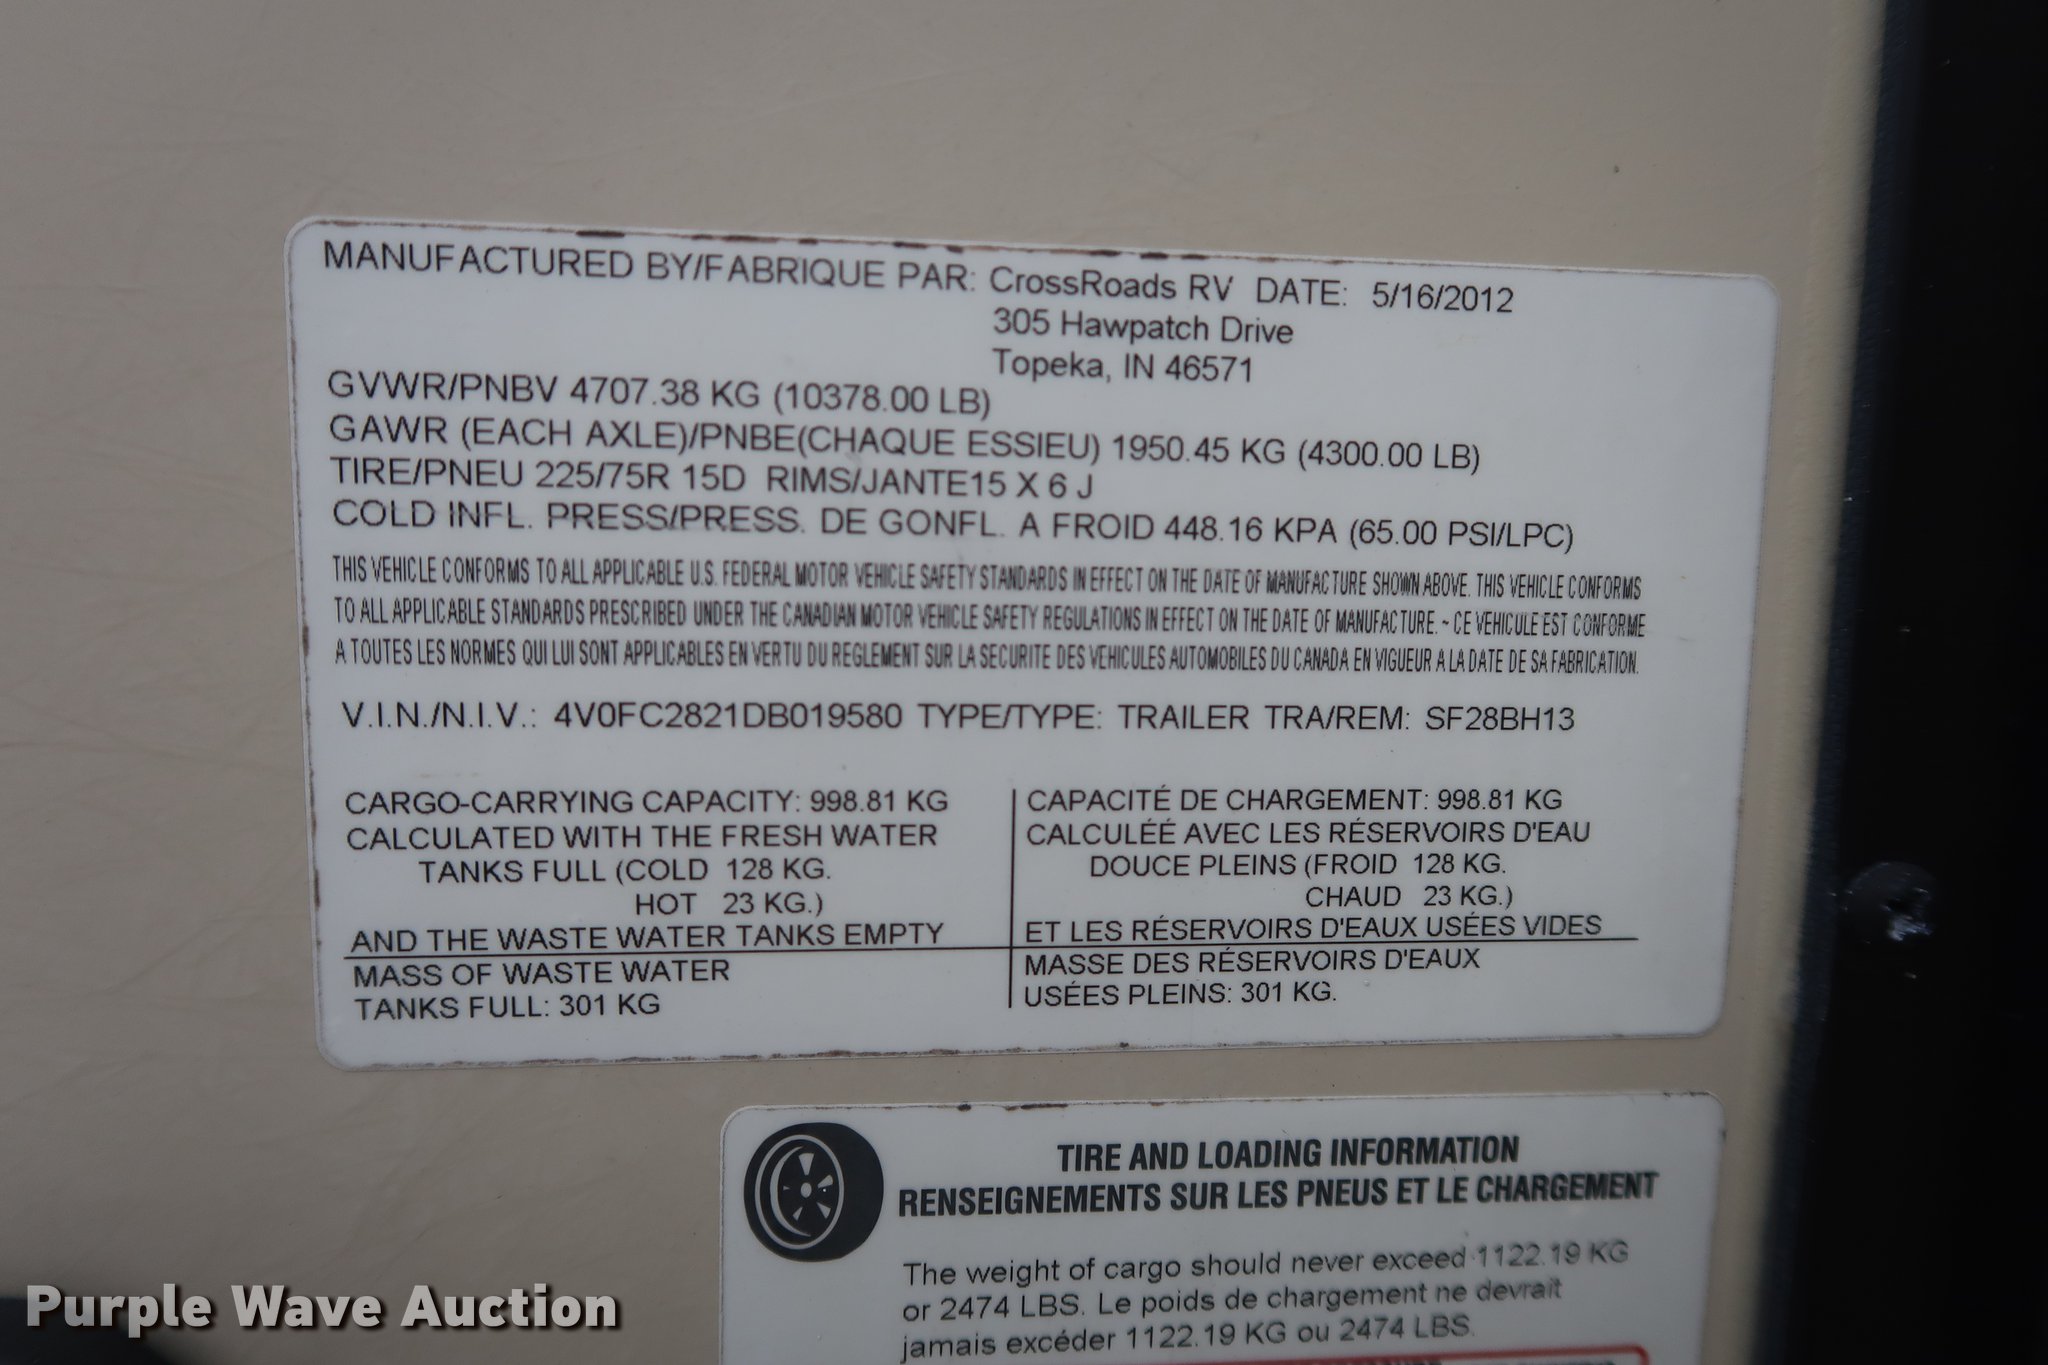 MANUFACTURED BY/FABRIQUE PAR: CrossRoads RV DATE: 5/16/2012
305 Hawpatch Drive
Topeka, IN 46571
GVWR/PNBV 4707.38 KG (10378.00 LB)
GAWR (EACH AXLE)/PNBE(CHAQUE ESSIEU) 1950.45 KG (4300.00 LB)
TIRE/PNEU 225/75R 15D RIMS/JANTE15 X 6 J
COLD INFL. PRESS/PRESS. DE GONFL. A FROID 448.16 KPA (65.00 PSI/LPC)
THIS VEHICLE CONFORMS TO ALL APPLICABLE U.S. FEDERAL MOTOR VEHICLE SAFETY STANDARDS IN EFFECT ON THE DATE OF MANUFACTURE SHOWN ABOVE. THIS VEHICLE CONFORMS
TO ALL APPLICABLE STANDARDS PRESCRIBED UNDER THE CANADIAN MOTOR VEHICLE SAFETY REGULATIONS IN EFFECT ON THE DATE OF MANUFACTURE. ~ CE VEHICULE EST CONFORME
A TOUTES LES NORMES QUI LUI SONT APPLICABLES EN VERTU DU REGLEMENT SUR LA SECURITE DES VEHICULES AUTOMOBILES DU CANADA EN VIGUEUR A LA DATE DE SA FABRICATION.
V.I.N./N.I.V.: 4V0FC2821DB019580 TYPE/TYPE: TRAILER TRA/REM: SF28BH13
CARGO-CARRYING CAPACITY: 998.81 KG
CALCULATED WITH THE FRESH WATER
TANKS FULL (COLD 128 KG.
HOT 23 KG.)
AND THE WASTE WATER TANKS EMPTY
MASS OF WASTE WATER
TANKS FULL: 301 KG
CAPACITÉ DE CHARGEMENT: 998.81 KG
CALCULÉÉ AVEC LES RÉSERVOIRS D'EAU
DOUCE PLEINS (FROID 128 KG.
CHAUD 23 KG.)
ET LES RÉSERVOIRS D'EAUX USÉES VIDES
MASSE DES RÉSERVOIRS D'EAUX
USÉES PLEINS: 301 KG.
TIRE AND LOADING INFORMATION
RENSEIGNEMENTS SUR LES PNEUS ET LE CHARGEMENT
The weight of cargo should never exceed 1122.19 KG
or 2474 LBS. Le poids de chargement ne devrait
jamais excéder 1122.19 KG ou 2474 LBS.
Purple Wave Auction